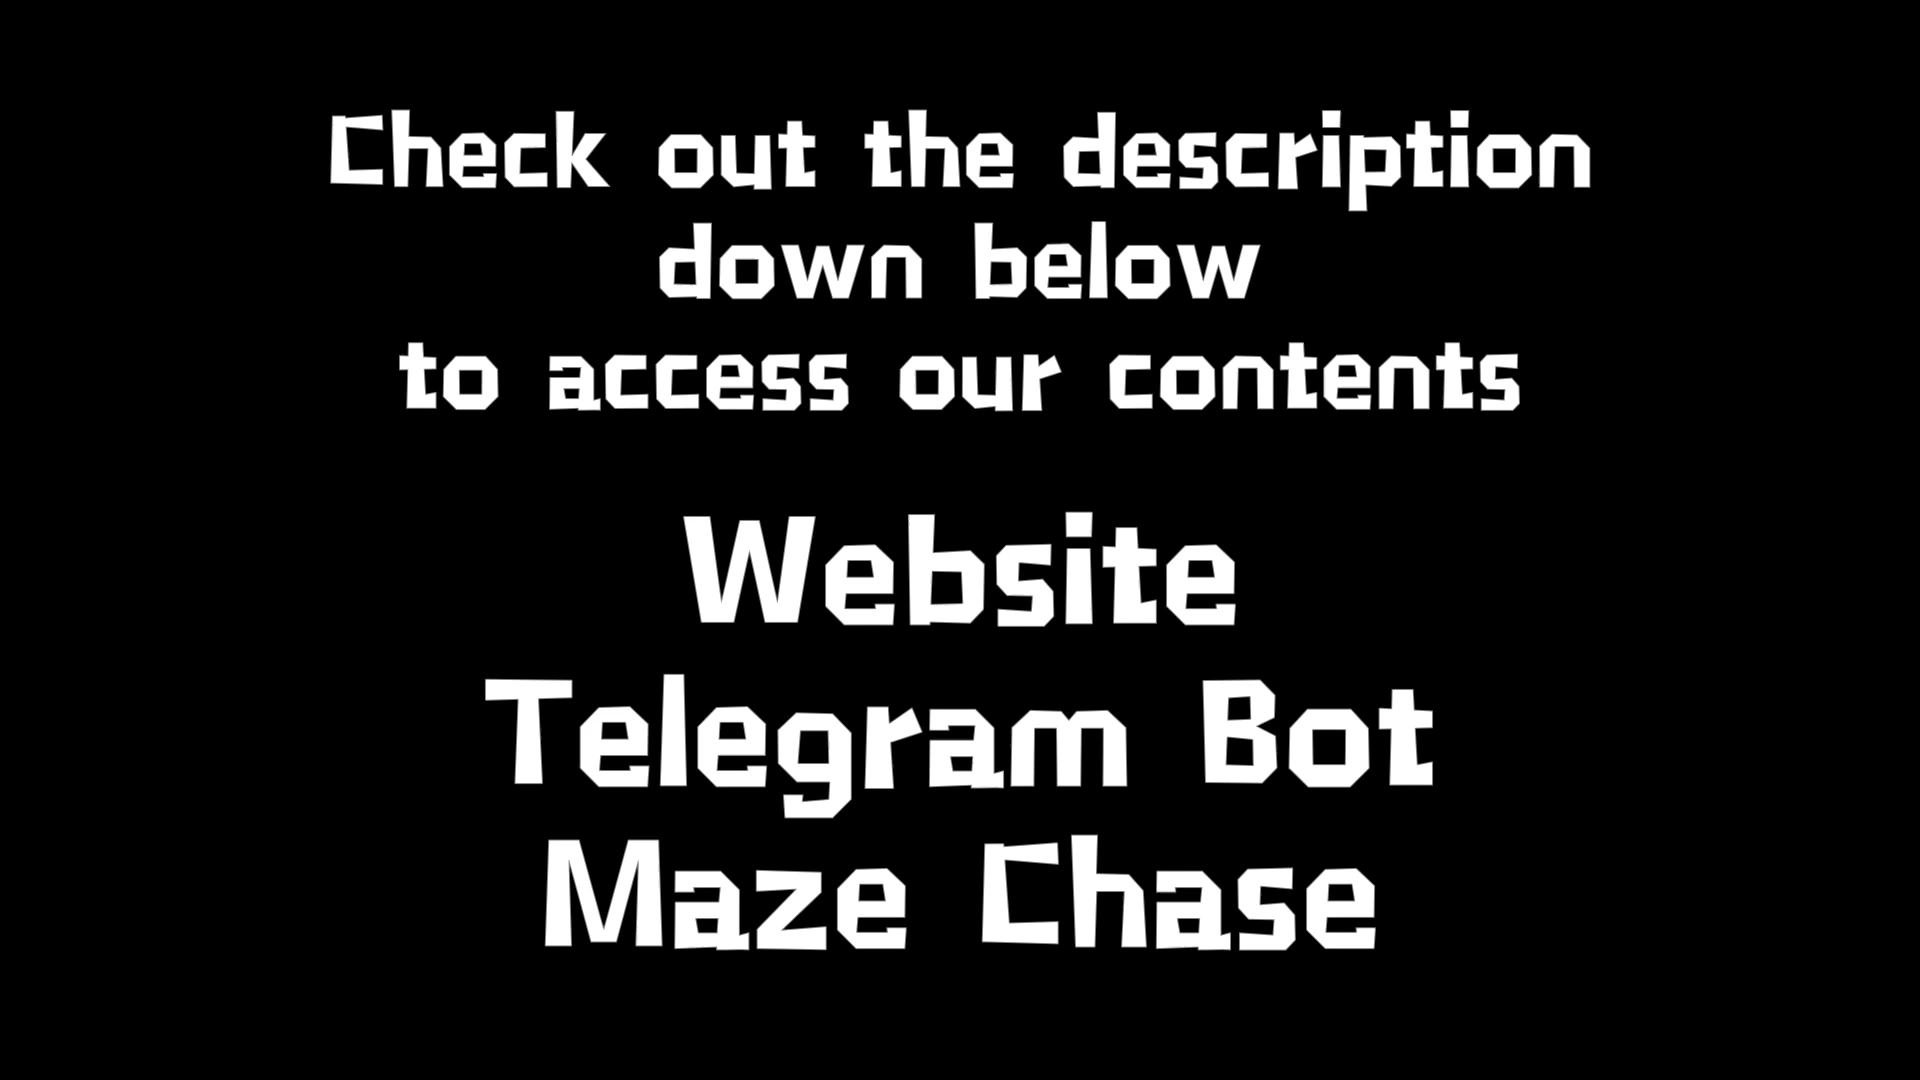 Check out the description
down below
to access our contents
Website
Telegram Bot
Maze Chase